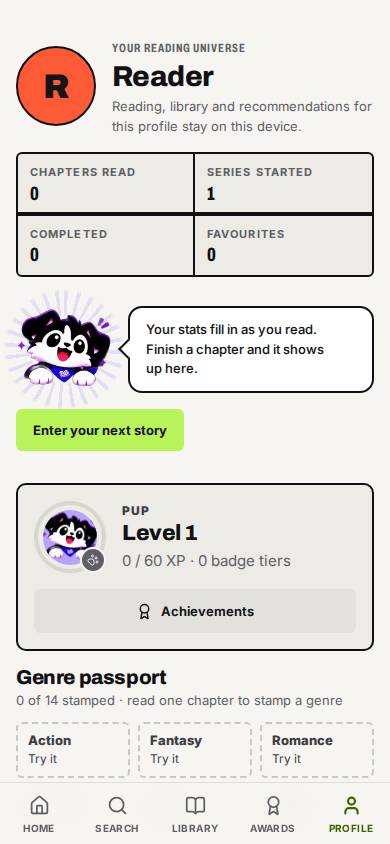 YOUR READING UNIVERSE
R
Reader
Reading, library and recommendations for
this profile stay on this device.
CHAPTERS READ
0
SERIES STARTED
1
COMPLETED
0
FAVOURITES
0
Your stats fill in as you read.
Finish a chapter and it shows
up here.
Enter your next story
PUP
Level 1
0 / 60 XP · 0 badge tiers
Achievements
Genre passport
0 of 14 stamped · read one chapter to stamp a genre
Action
Try it
Fantasy
Try it
Romance
Try it
HOME
SEARCH
LIBRARY
AWARDS
PROFILE